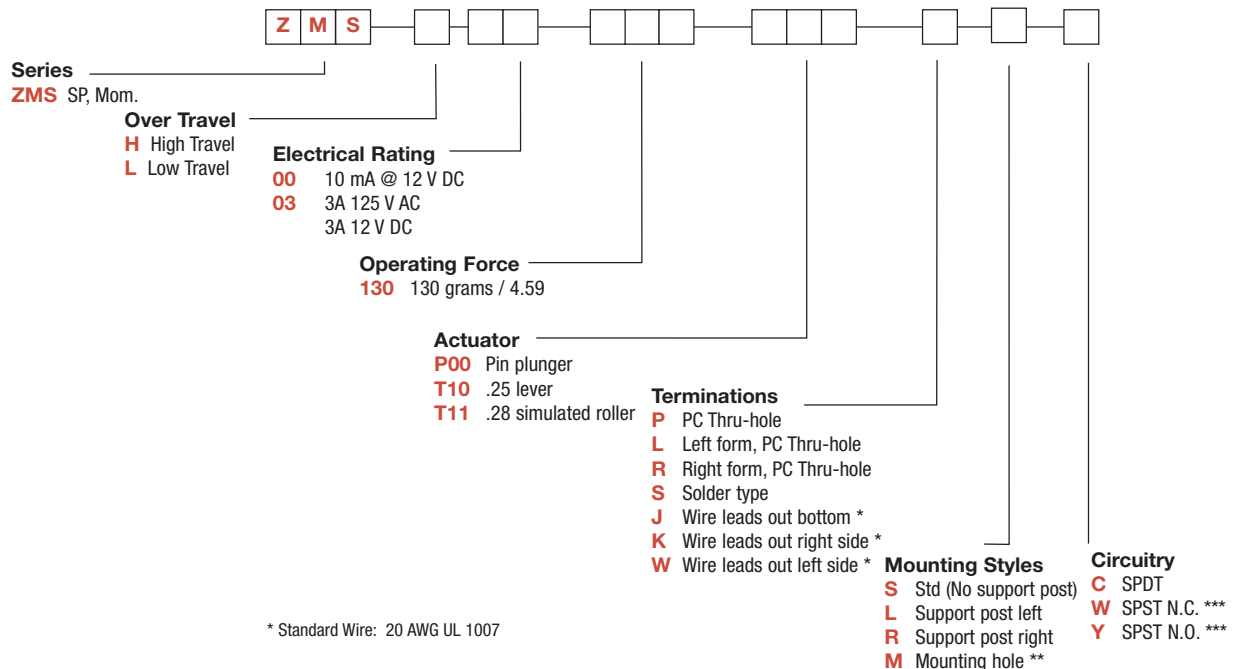 Z M S
Series
ZMS SP, Mom.
Over Travel
H High Travel
L Low Travel
Electrical Rating
00 10 mA @ 12 V DC
03 3A 125 V AC
3A 12 V DC
Operating Force
130 130 grams / 4.59
Actuator
P00 Pin plunger
T10 .25 lever
T11 .28 simulated roller
Terminations
P PC Thru-hole
L Left form, PC Thru-hole
R Right form, PC Thru-hole
S Solder type
J Wire leads out bottom *
K Wire leads out right side *
W Wire leads out left side *
Mounting Styles
S Std (No support post)
L Support post left
R Support post right
M Mounting hole **
Circuitry
C SPDT
W SPST N.C. ***
Y SPST N.O. ***
* Standard Wire: 20 AWG UL 1007